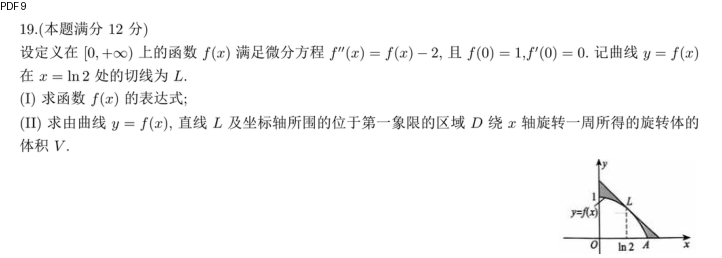 PDF 9
19.(本题满分 12 分)
设定义在 [0,+∞) 上的函数 f(x) 满足微分方程 f″(x) = f(x) − 2, 且 f(0) = 1,f′(0) = 0. 记曲线 y = f(x)
在 x = ln 2 处的切线为 L.
(I) 求函数 f(x) 的表达式;
(II) 求由曲线 y = f(x), 直线 L 及坐标轴所围的位于第一象限的区域 D 绕 x 轴旋转一周所得的旋转体的
体积 V.
y
1
L
y=f(x)
O ln 2 A x